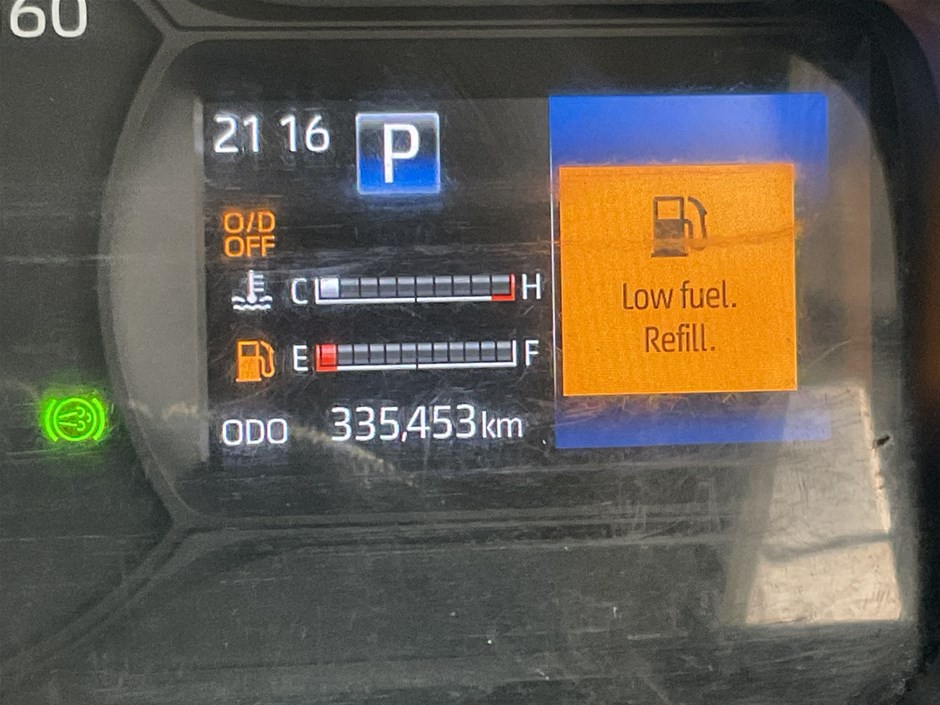 60
21 16 P
O/D
OFF
C H
E F
ODO 335,453 km
Low fuel.
Refill.